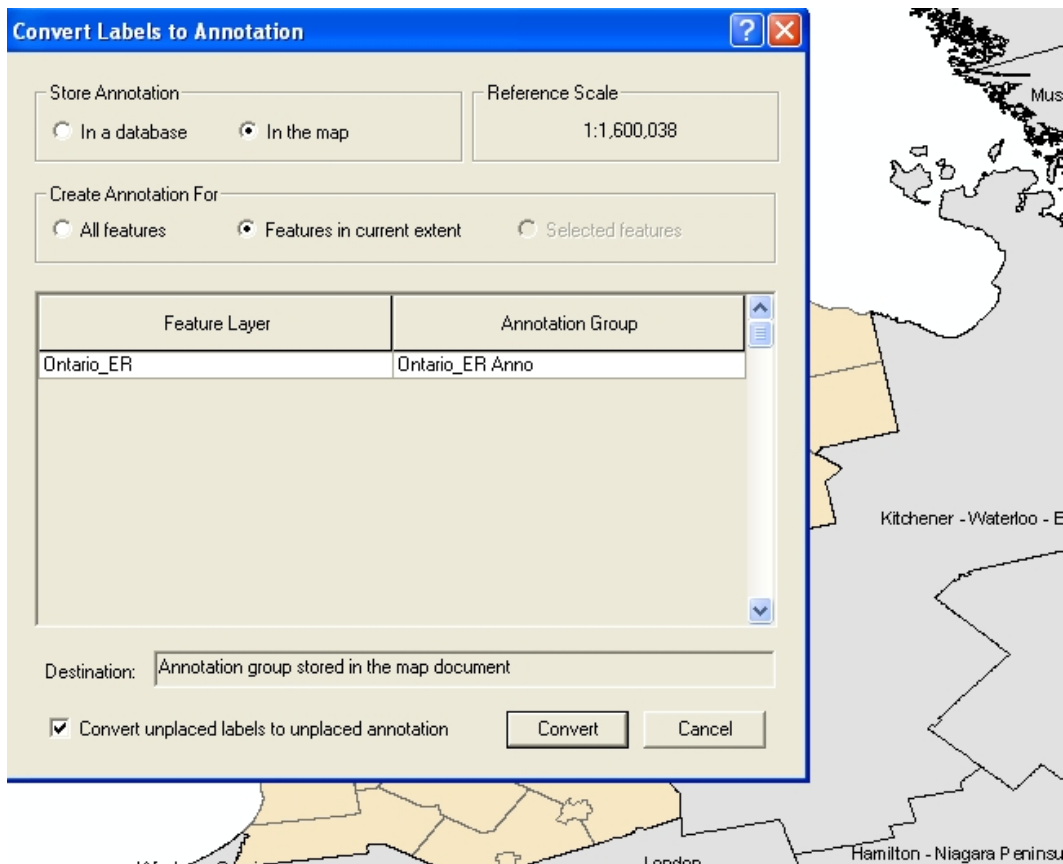 Convert Labels to Annotation
Store Annotation
In a database
In the map
Reference Scale
1:1,600,038
Create Annotation For
All features
Features in current extent
Selected features
Feature Layer
Annotation Group
Ontario_ER
Ontario_ER Anno
Destination:
Annotation group stored in the map document
Convert unplaced labels to unplaced annotation
Convert
Cancel
Mus
Kitchener - Waterloo - B
London
Hamilton - Niagara Peninsu